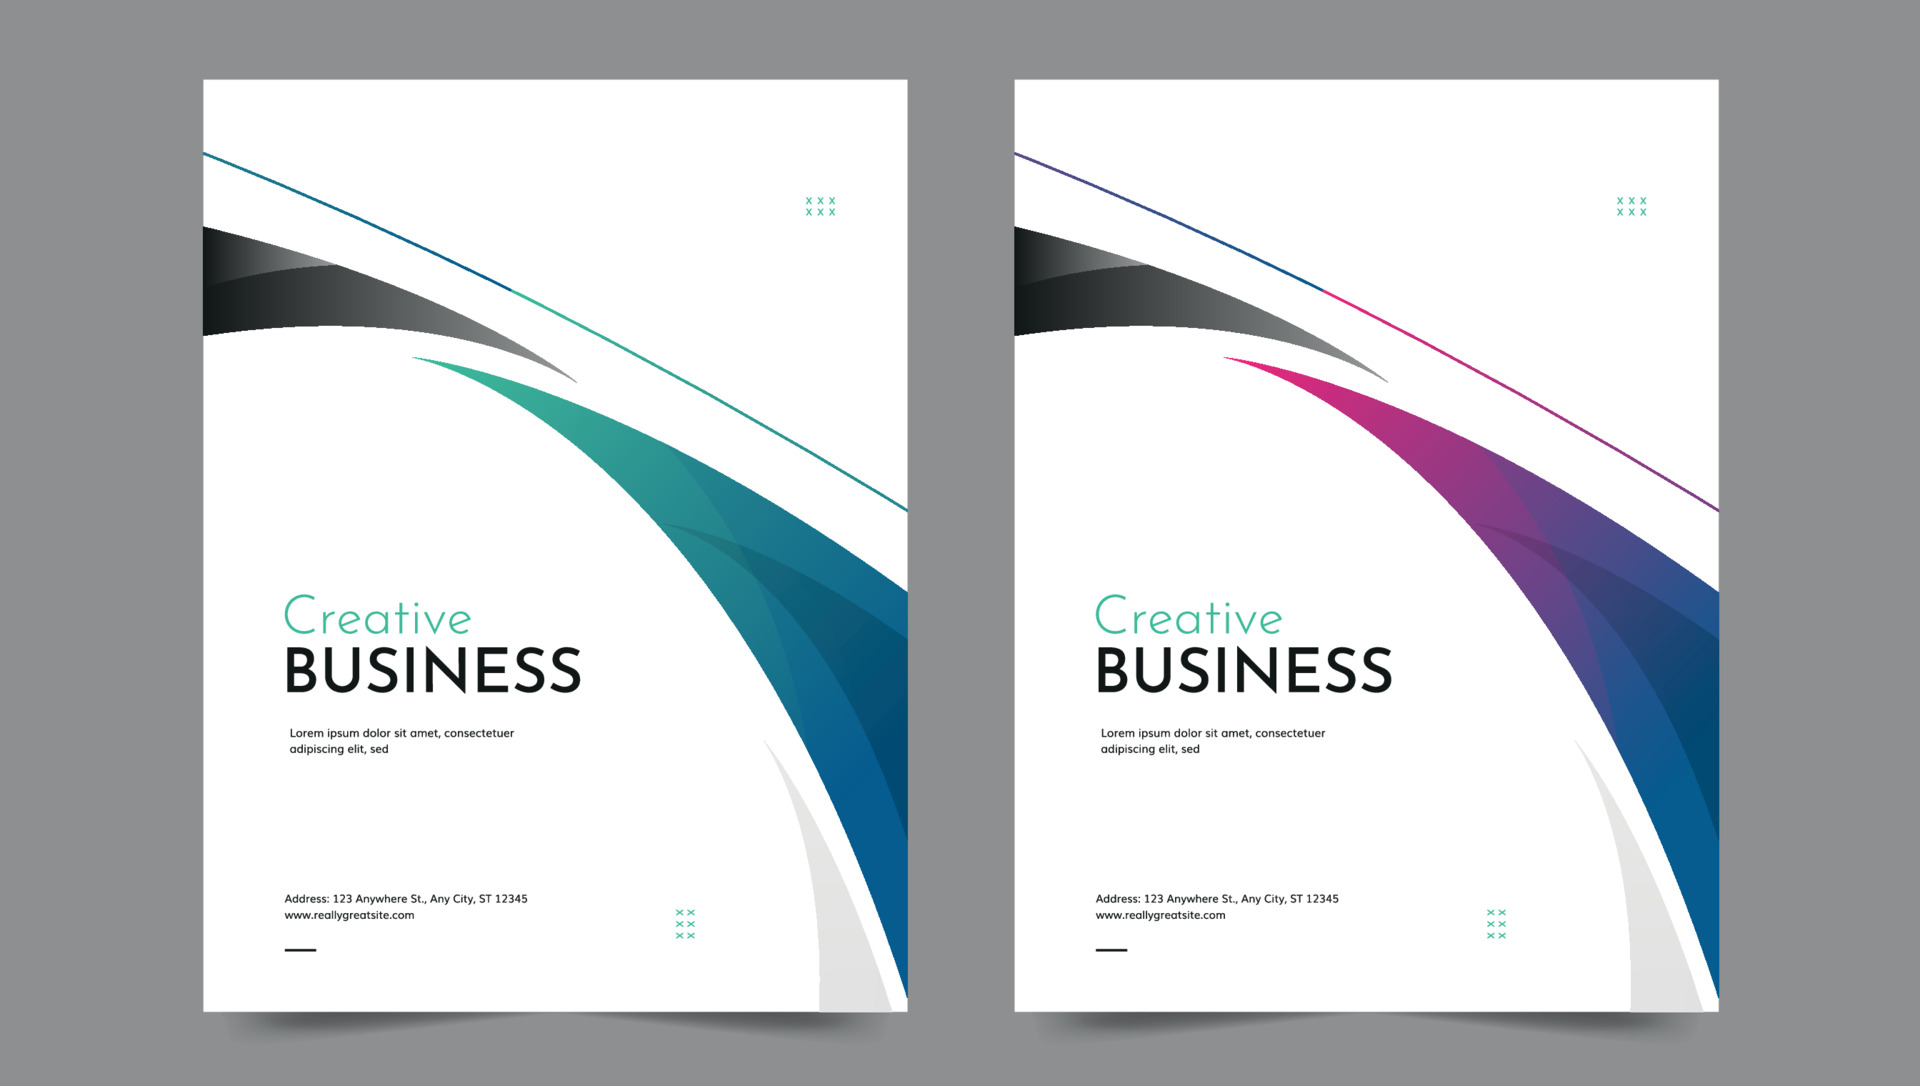 x x x
x x x
Creative
BUSINESS
Lorem ipsum dolor sit amet, consectetuer
adipiscing elit, sed
Address: 123 Anywhere St., Any City, ST 12345
www.reallygreatsite.com
x x
x x
x x
x x x
x x x
Creative
BUSINESS
Lorem ipsum dolor sit amet, consectetuer
adipiscing elit, sed
Address: 123 Anywhere St., Any City, ST 12345
www.reallygreatsite.com
x x
x x
x x